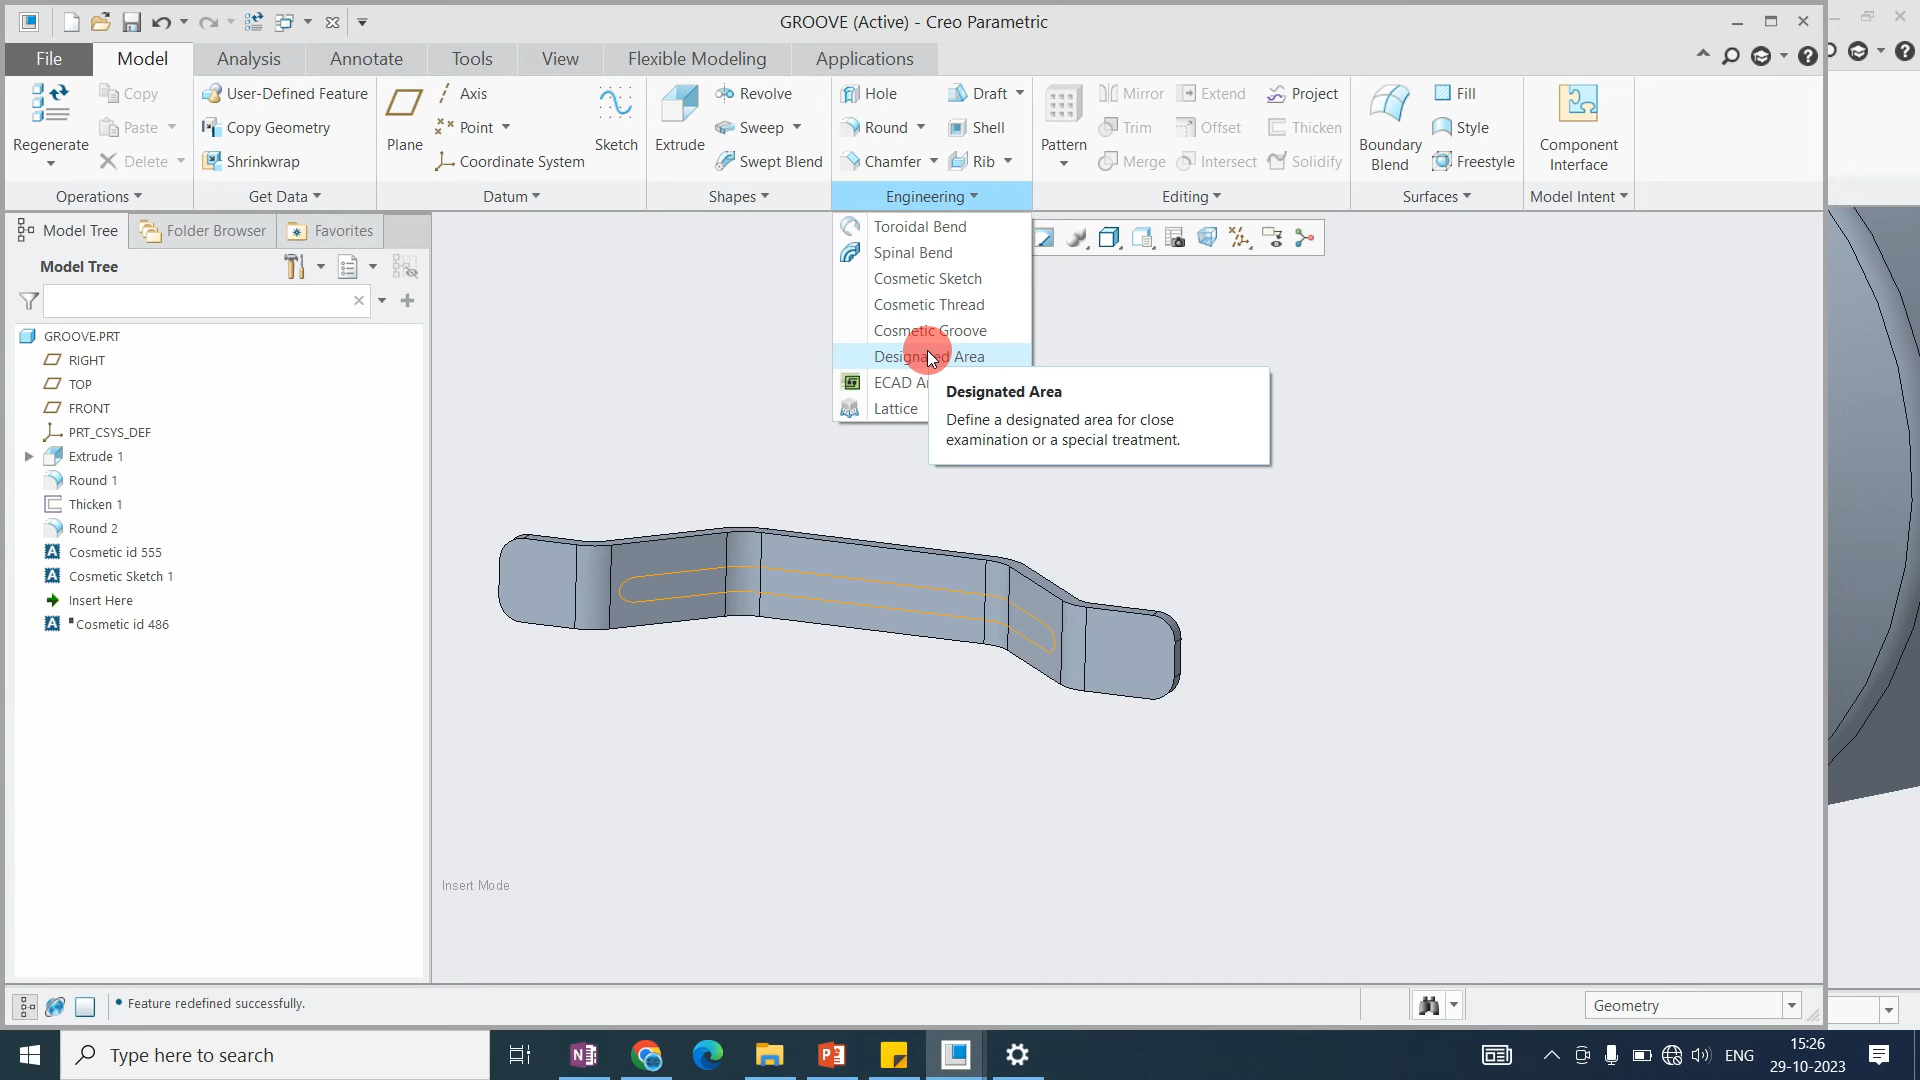 GROOVE (Active) - Creo Parametric
File Model Analysis Annotate Tools View Flexible Modeling Applications
Regenerate
Copy
Paste
Delete
Operations
User-Defined Feature
Copy Geometry
Shrinkwrap
Get Data
Plane
Axis
Point
Coordinate System
Sketch
Datum
Extrude
Revolve
Sweep
Swept Blend
Shapes
Hole
Round
Chamfer
Draft
Shell
Rib
Engineering
Pattern
Mirror
Trim
Merge
Extend
Offset
Intersect
Project
Thicken
Solidify
Editing
Boundary
Blend
Fill
Style
Freestyle
Surfaces
Component
Interface
Model Intent
Model Tree Folder Browser Favorites
Model Tree
GROOVE.PRT
RIGHT
TOP
FRONT
PRT_CSYS_DEF
Extrude 1
Round 1
Thicken 1
Round 2
Cosmetic id 555
Cosmetic Sketch 1
Insert Here
Cosmetic id 486
Toroidal Bend
Spinal Bend
Cosmetic Sketch
Cosmetic Thread
Cosmetic Groove
Designated Area
ECAD
Lattice
Designated Area
Define a designated area for close
examination or a special treatment.
Insert Mode
Feature redefined successfully.
Geometry
Type here to search
ENG
15:26
29-10-2023